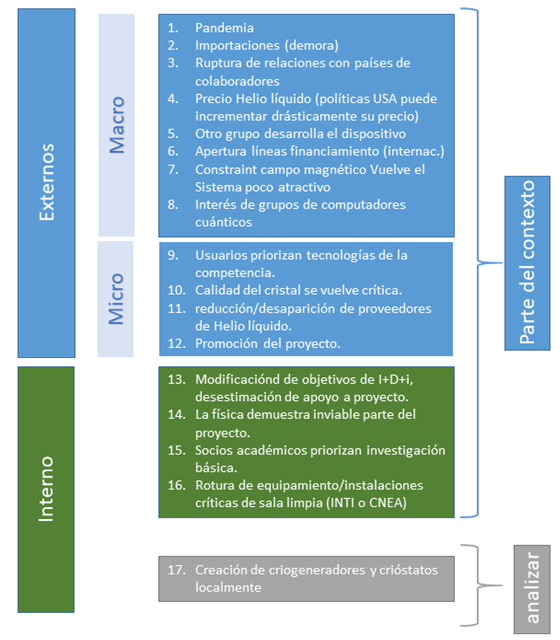 Externos
Macro
1. Pandemia
2. Importaciones (demora)
3. Ruptura de relaciones con países de
colaboradores
4. Precio Helio líquido (políticas USA puede
incrementar drásticamente su precio)
5. Otro grupo desarrolla el dispositivo
6. Apertura líneas financiamiento (internac.)
7. Constraint campo magnético Vuelve el
Sistema poco atractivo
8. Interés de grupos de computadores
cuánticos
Micro
9. Usuarios priorizan tecnologías de la
competencia.
10. Calidad del cristal se vuelve crítica.
11. reducción/desaparición de proveedores
de Helio líquido.
12. Promoción del proyecto.
Parte del contexto
Interno
13. Modificaciónd de objetivos de I+D+i,
desestimación de apoyo a proyecto.
14. La física demuestra inviable parte del
proyecto.
15. Socios académicos priorizan investigación
básica.
16. Rotura de equipamiento/instalaciones
críticas de sala limpia (INTI o CNEA)
17. Creación de criogeneradores y crióstatos
localmente
analizar